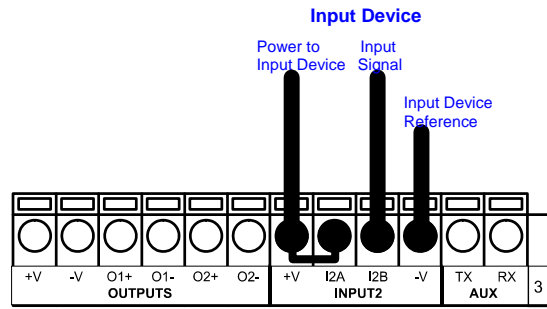 Input Device
Power to
Input Device
Input
Signal
Input Device
Reference
+V -V O1+ O1- O2+ O2- +V I2A I2B -V TX RX
OUTPUTS INPUT2 AUX 3